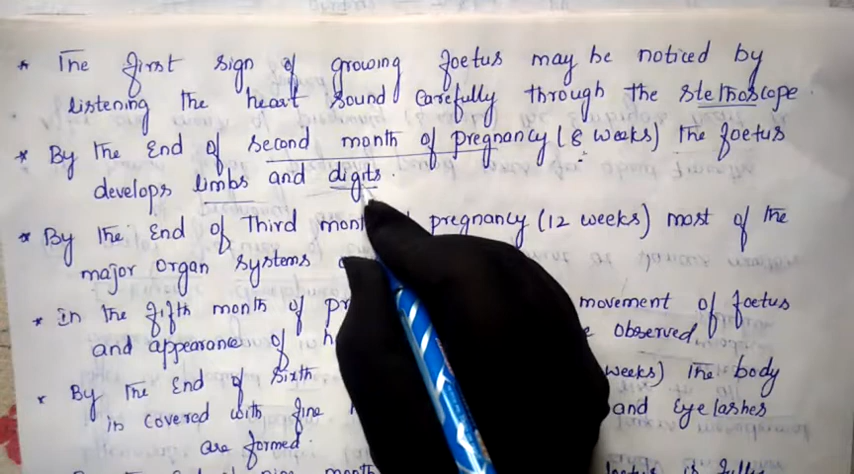 * The first sign of growing foetus may be noticed by
listening the heart sound carefully through the stethoscope
* By the End of second month of pregnancy (8 weeks) the foetus
develops limbs and digits.
* By the End of Third pregnancy (12 weeks) most of the
major organ systems
* in the fifth month of movement of foetus
and appearance of observed
* By The End of Sixth weeks) The body
in covered with fine and Eye lashes
are formed.